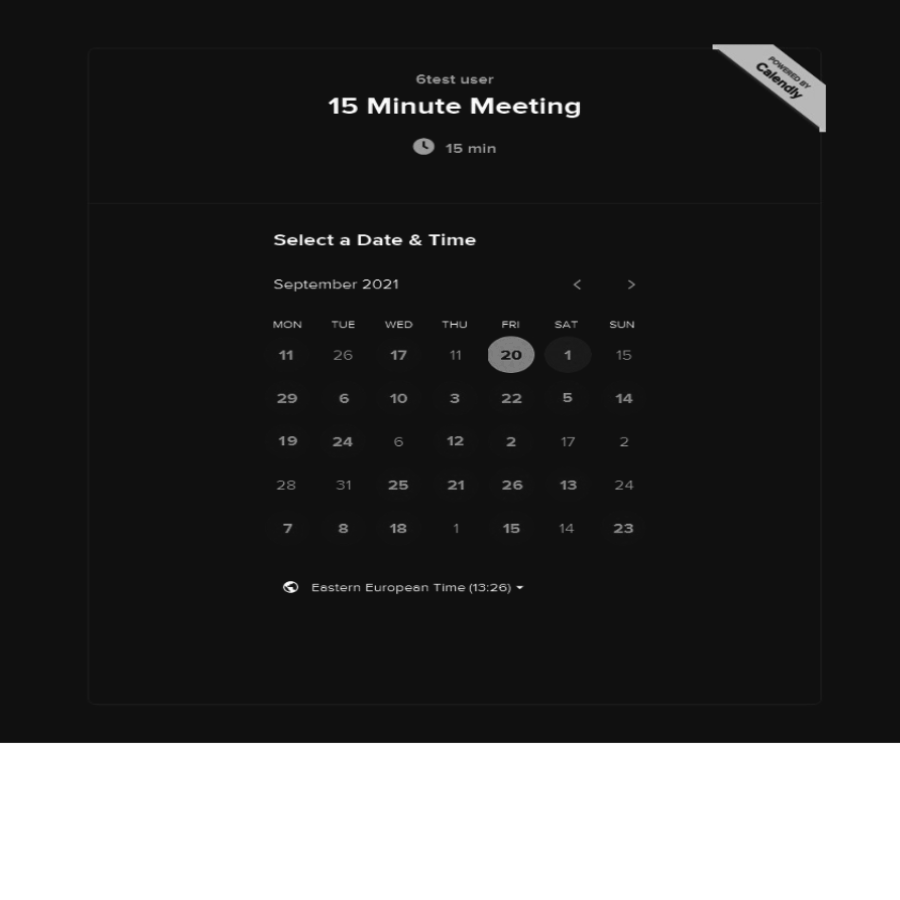 POWERED BY
Calendly
6test user
15 Minute Meeting
15 min
Select a Date & Time
September 2021
MON TUE WED THU FRI SAT SUN
11 26 17 11 20 1 15
29 6 10 3 22 5 14
19 24 6 12 2 17 2
28 31 25 21 26 13 24
7 8 18 1 15 14 23
Eastern European Time (13:26)